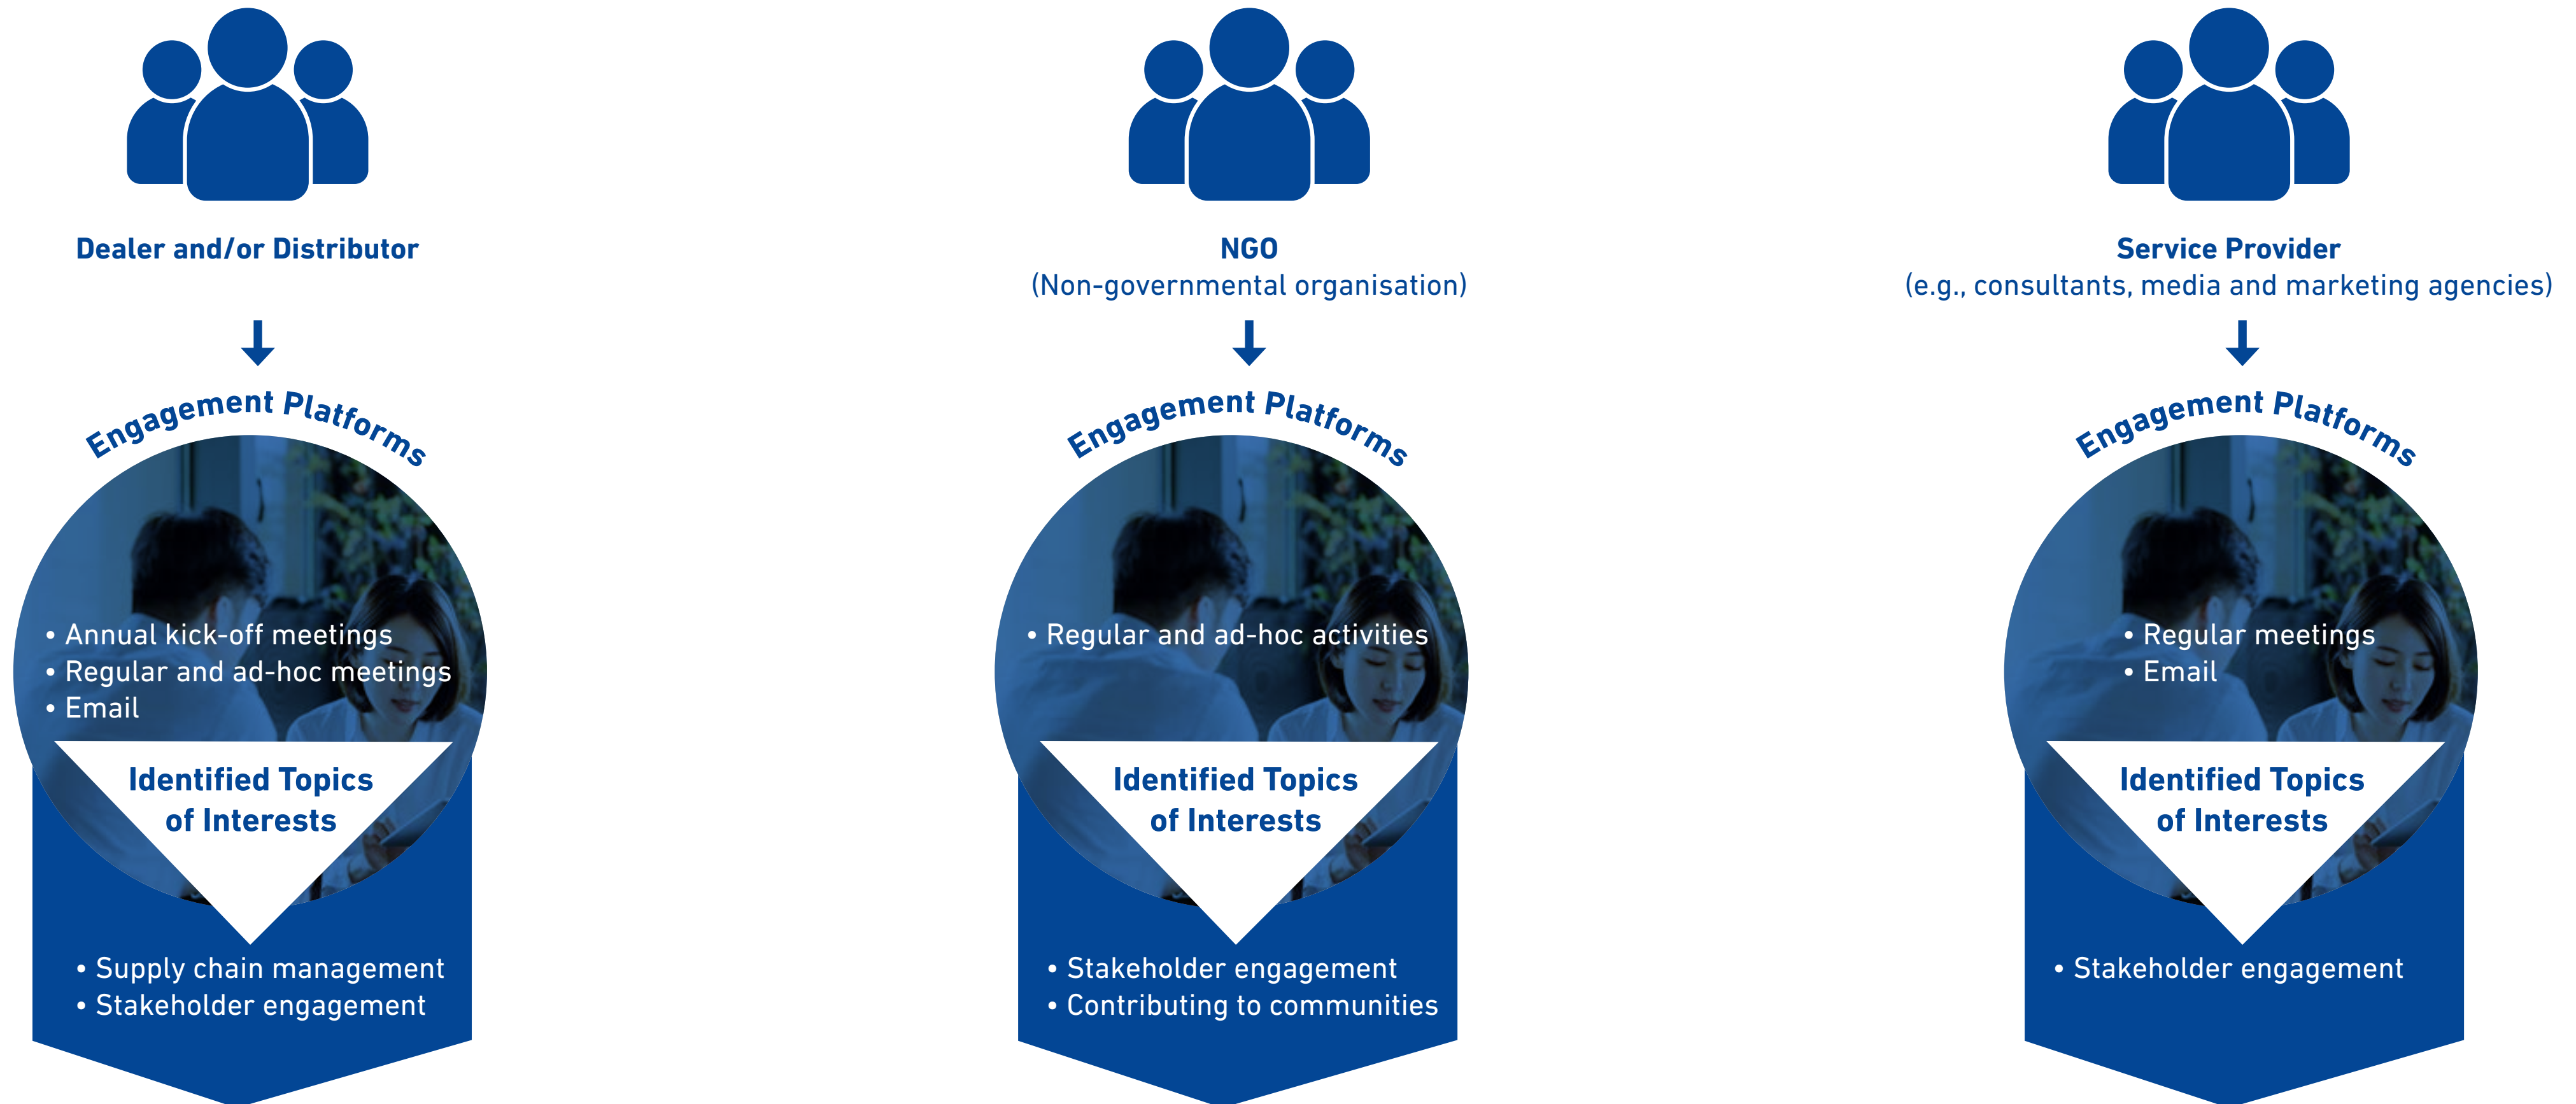 Dealer and/or Distributor
Engagement Platforms
• Annual kick-off meetings
• Regular and ad-hoc meetings
• Email
Identified Topics
of Interests
• Supply chain management
• Stakeholder engagement
NGO
(Non-governmental organisation)
Engagement Platforms
• Regular and ad-hoc activities
Identified Topics
of Interests
• Stakeholder engagement
• Contributing to communities
Service Provider
(e.g., consultants, media and marketing agencies)
Engagement Platforms
• Regular meetings
• Email
Identified Topics
of Interests
• Stakeholder engagement